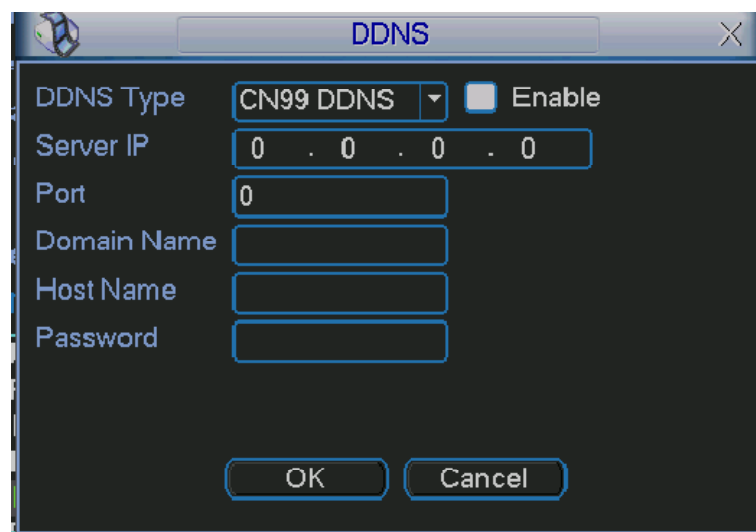 DDNS
DDNS Type CN99 DDNS Enable
Server IP 0 . 0 . 0 . 0
Port 0
Domain Name
Host Name
Password
OK Cancel